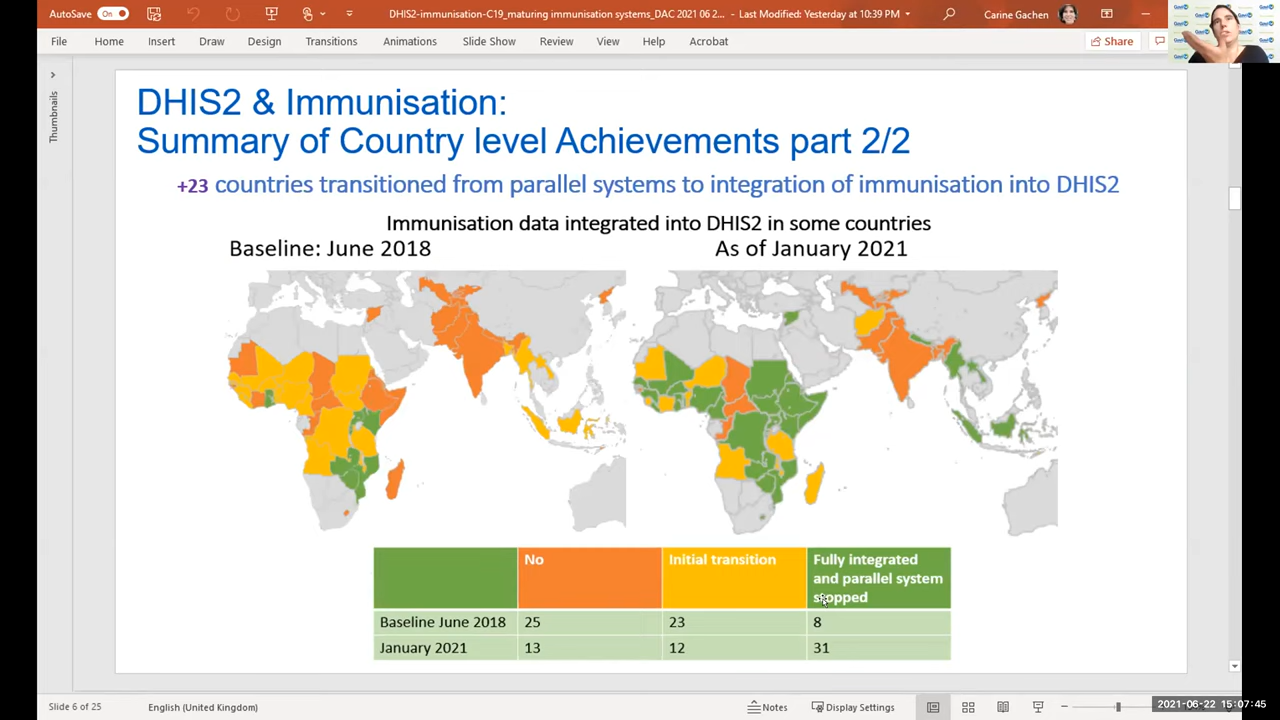 AutoSave On
DHIS2-immunisation-C19_maturing immunisation systems_DAC 2021 06 2... - Last Modified: Yesterday at 10:39 PM
Carine Gachen
File Home Insert Draw Design Transitions Animations Slide Show Review View Help Acrobat
Share
Thumbnails
DHIS2 & Immunisation:
Summary of Country level Achievements part 2/2
+23 countries transitioned from parallel systems to integration of immunisation into DHIS2
Immunisation data integrated into DHIS2 in some countries
Baseline: June 2018 As of January 2021
No Initial transition Fully integrated
and parallel system
stopped
Baseline June 2018 25 23 8
January 2021 13 12 31
Slide 6 of 25 English (United Kingdom) Notes Display Settings
2021-06-22 15:07:45